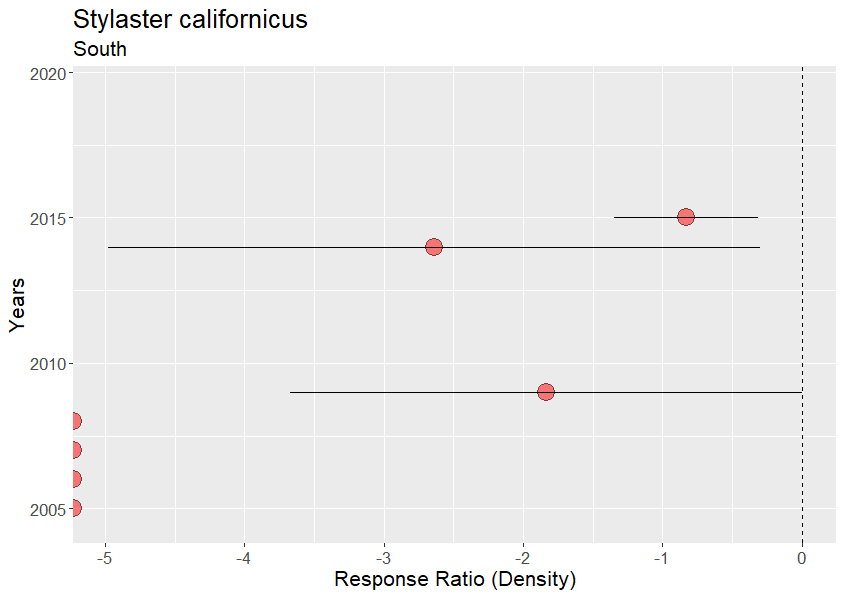 Stylaster californicus
South
2020
2015
2010
2005
Years
-5 -4 -3 -2 -1 0
Response Ratio (Density)